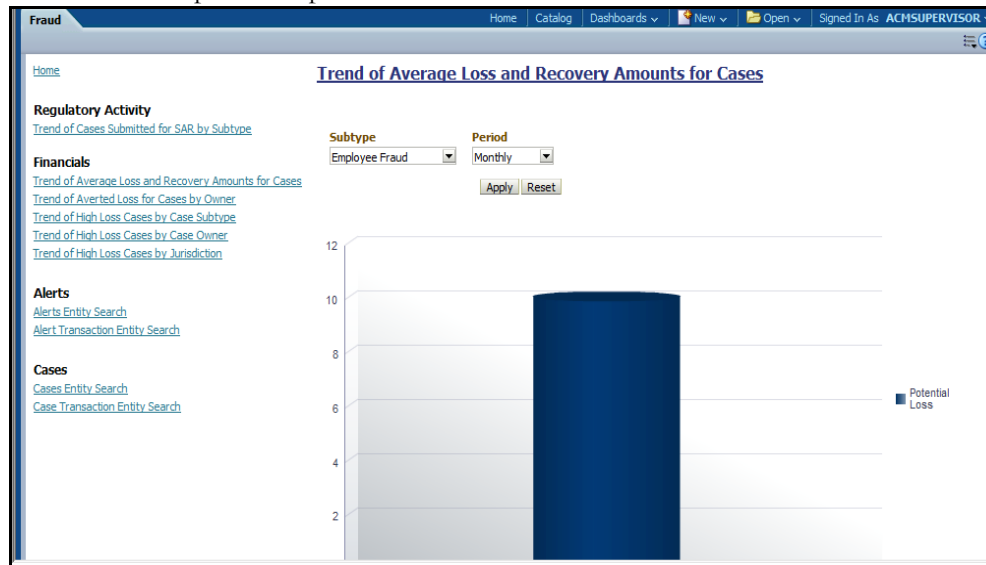 Fraud
Home Catalog Dashboards New Open Signed In As ACMSUPERVISOR
Home
Trend of Average Loss and Recovery Amounts for Cases
Regulatory Activity
Trend of Cases Submitted for SAR by Subtype
Subtype Period
Employee Fraud Monthly
Financials
Trend of Average Loss and Recovery Amounts for Cases
Apply Reset
Trend of Averted Loss for Cases by Owner
Trend of High Loss Cases by Case Subtype
Trend of High Loss Cases by Case Owner
Trend of High Loss Cases by Jurisdiction
Alerts
Alerts Entity Search
Alert Transaction Entity Search
Cases
Cases Entity Search
Case Transaction Entity Search
12
10
8
6
4
2
Potential
Loss